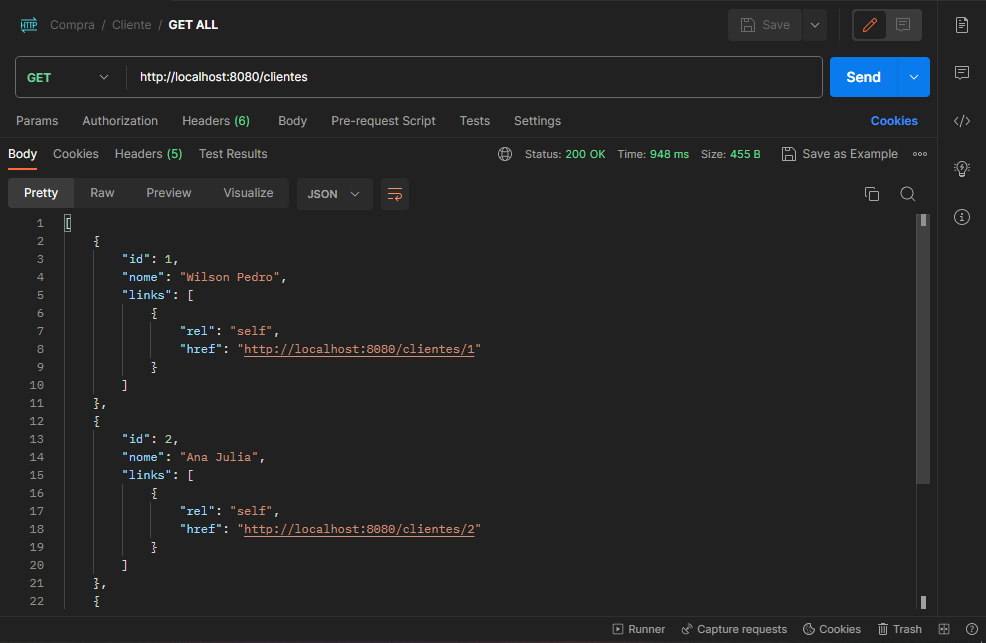 HTTP Compra / Cliente / GET ALL Save
GET http://localhost:8080/clientes Send
Params Authorization Headers (6) Body Pre-request Script Tests Settings Cookies
Body Cookies Headers (5) Test Results Status: 200 OK Time: 948 ms Size: 455 B Save as Example
Pretty Raw Preview Visualize JSON
1 [
2 {
3 "id": 1,
4 "nome": "Wilson Pedro",
5 "links": [
6 {
7 "rel": "self",
8 "href": "http://localhost:8080/clientes/1"
9 }
10 ]
11 },
12 {
13 "id": 2,
14 "nome": "Ana Julia",
15 "links": [
16 {
17 "rel": "self",
18 "href": "http://localhost:8080/clientes/2"
19 }
20 ]
21 },
22 {
Runner Capture requests Cookies Trash